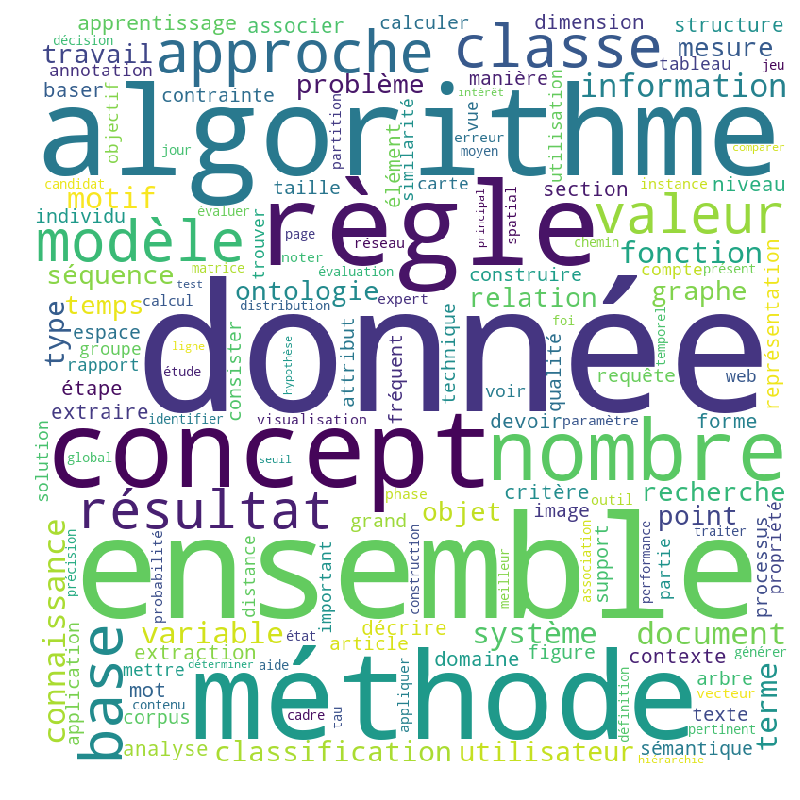 apprentissage associer calculer dimension structure
décision travail approche classe mesure
annotation problème manière tableau jeu
baser contrainte partition intérêt information
objectif algorithme vue erreur moyen utilisation comparer
jour élément similarité
candidat motif taille carte section instance niveau
individu évaluer règle principal spatial valeur
modèle trouver page réseau chemin fonction
noter
séquence matrice évaluation construire compte présent
test ontologie expert relation graphe représentation
type temps calcul distribution donnée
espace consister attribut fréquent technique foi temporel
groupe ligne hypothèse qualité requête web
rapport étude voir
étape
extraire identifier visualisation devoir paramètre forme
solution concept nombre
global seuil
résultat phase critère outil recherche
grand objet image point
connaissance précision probabilité ensemble traiter
distance important construction meilleur association support performance partie processus propriété
variable état décrire système document
application extraction article figure contexte générer
base mettre déterminer aide domaine
mot méthode arbre terme
contenu vecteur
corpus cadre tau appliquer définition texte pertinent
analyse classification utilisateur sémantique
hiérarchie